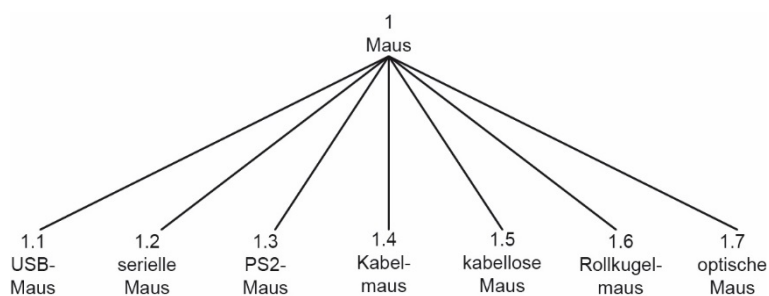 1
Maus
1.1
USB-
Maus
1.2
serielle
Maus
1.3
PS2-
Maus
1.4
Kabel-
maus
1.5
kabellose
Maus
1.6
Rollkugel-
maus
1.7
optische
Maus